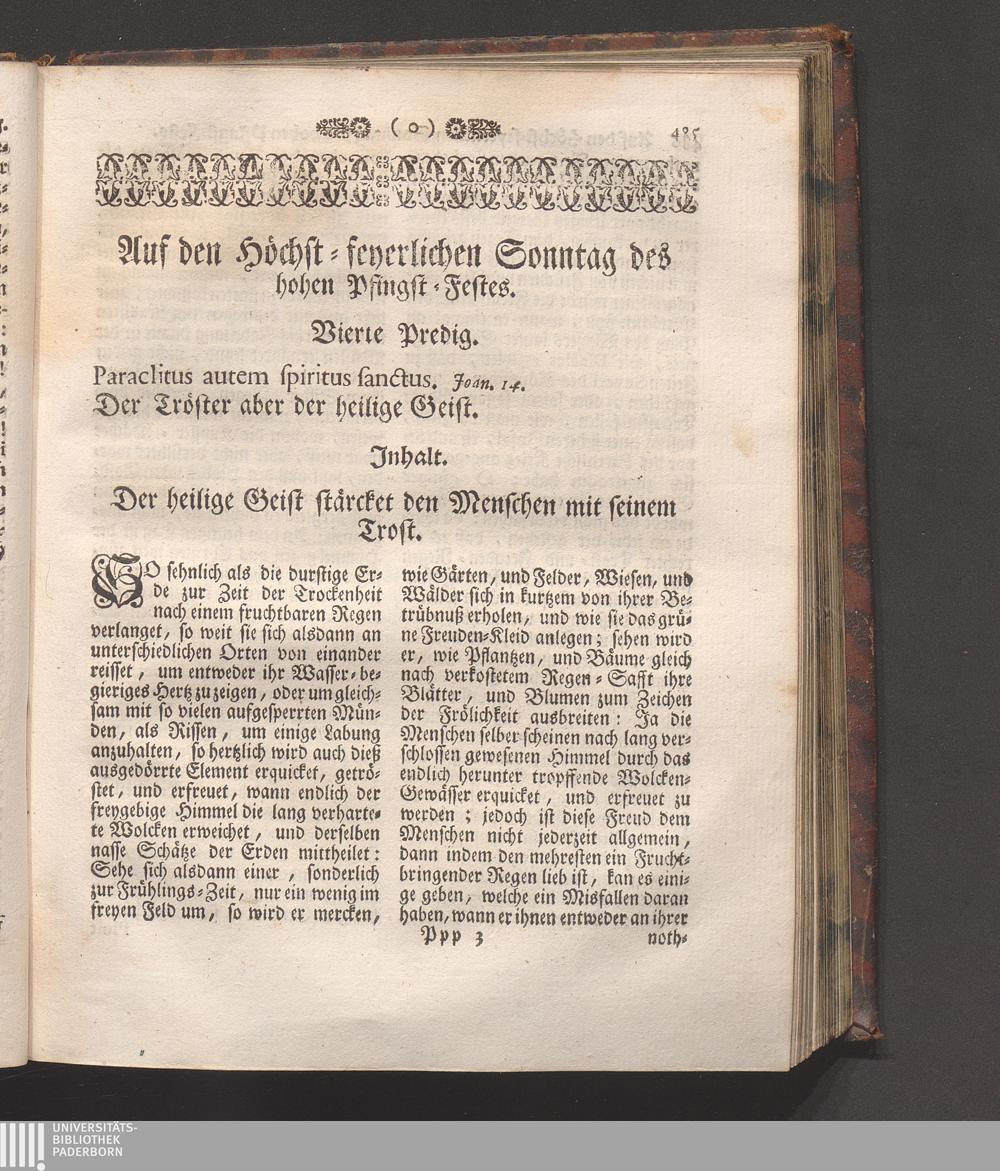 ( o )
485
Auf den Höchst-feyerlichen Sonntag des
hohen Pfingst-Festes.
Vierte Predig.
Paraclitus autem spiritus sanctus. Joan. 14.
Der Tröster aber der heilige Geist.
Inhalt.
Der heilige Geist stärcket den Menschen mit seinem
Trost.
SO sehnlich als die durstige Er-
de zur Zeit der Trockenheit
nach einem fruchtbaren Regen
verlanget, so weit sie sich alsdann an
unterschiedlichen Orten von einander
reisset, um entweder ihr Wasser-be-
gieriges Hertz zu zeigen, oder um gleich-
sam mit so vielen aufgesperrten Mün-
den, als Rissen, um einige Labung
anzuhalten, so hertzlich wird auch dieß
ausgedörrte Element erquicket, getrö-
stet, und erfreuet, wann endlich der
freygebige Himmel die lang verharte-
te Wolcken erweichet, und derselben
nasse Schätze der Erden mittheilet:
Sehe sich alsdann einer, sonderlich
zur Frühlings-Zeit, nur ein wenig im
freyen Feld um, so wird er mercken,
wie Gärten, und Felder, Wiesen, und
Wälder sich in kurtzem von ihrer Be-
trübnuß erholen, und wie sie das grü-
ne Freuden-Kleid anlegen; sehen wird
er, wie Pflantzen, und Bäume gleich
nach verkostetem Regen-Safft ihre
Blätter, und Blumen zum Zeichen
der Frölichkeit ausbreiten: Ja die
Menschen selber scheinen nach lang ver-
schlossen gewesenen Himmel durch das
endlich herunter tropffende Wolcken-
Gewässer erquicket, und erfreuet zu
werden; jedoch ist diese Freud dem
Menschen nicht jederzeit allgemein,
dann indem den mehresten ein Frucht-
bringender Regen lieb ist, kan es eini-
ge geben, welche ein Misfallen daran
haben, wann er ihnen entweder an ihrer
Ppp 3
noth-
UNIVERSITÄTS-
BIBLIOTHEK
PADERBORN